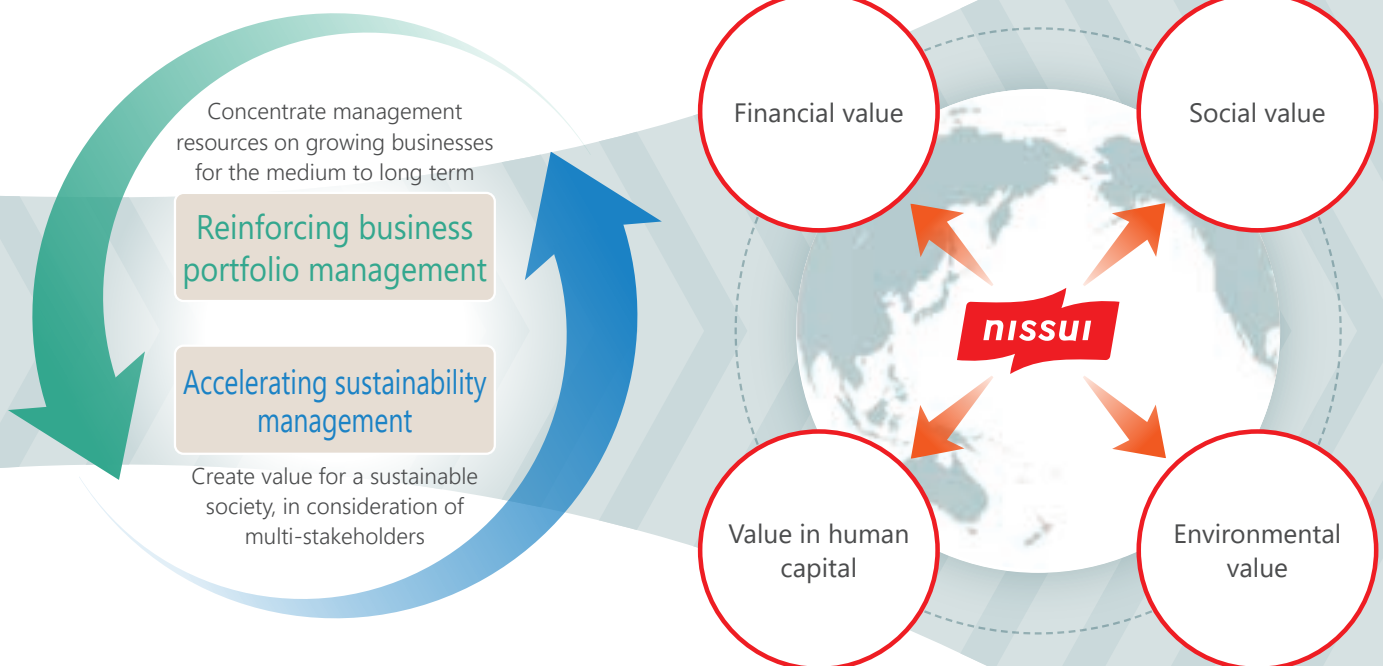 Concentrate management
resources on growing businesses
for the medium to long term
Reinforcing business
portfolio management
Accelerating sustainability
management
Create value for a sustainable
society, in consideration of
multi-stakeholders
Financial value
Social value
nissui
Value in human
capital
Environmental
value